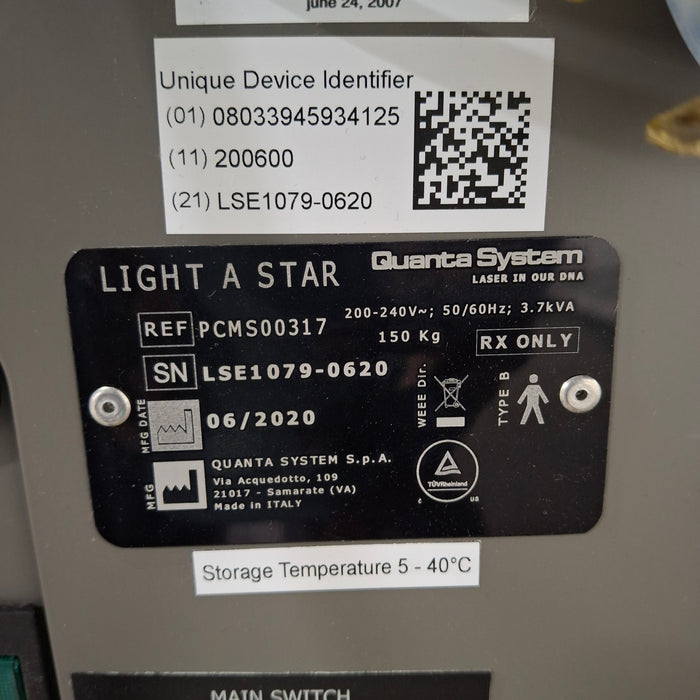 june 24, 2007
Unique Device Identifier
(01) 08033945934125
(11) 200600
(21) LSE1079-0620
LIGHT A STAR
Quanta System
LASER IN OUR DNA
REF PCMS00317
200-240V~; 50/60Hz; 3.7kVA
150 Kg
RX ONLY
SN LSE1079-0620
MFG DATE
06/2020
WEEE Dir.
TYPE B
MFG
QUANTA SYSTEM S.p.A.
Via Acquedotto, 109
21017 - Samarate (VA)
Made in ITALY
TÜVRheinland
c us
Storage Temperature 5 - 40°C
MAIN SWITCH